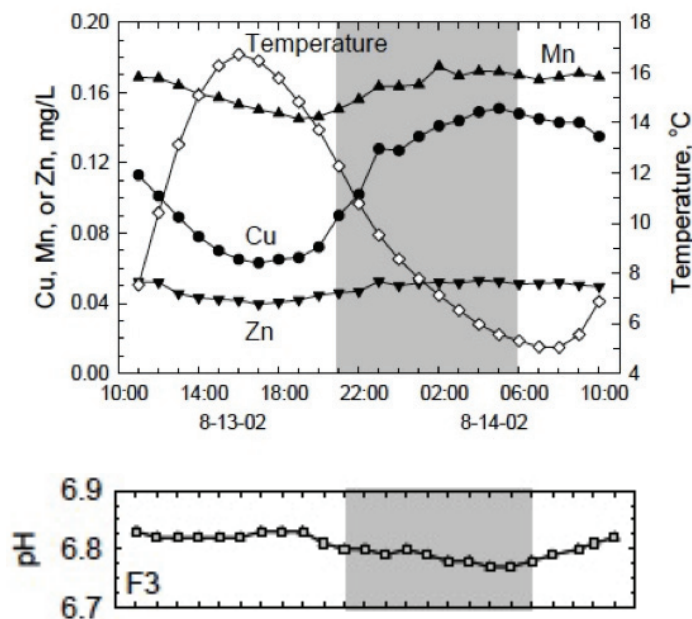 Cu, Mn, or Zn, mg/L
0.20
0.16
0.12
0.08
0.04
0.00
Temperature
Mn
Cu
Zn
18
16
14
12
10
8
6
4
Temperature, °C
10:00 14:00 18:00 22:00 02:00 06:00 10:00
8-13-02 8-14-02
pH
6.9
6.8
6.7
F3